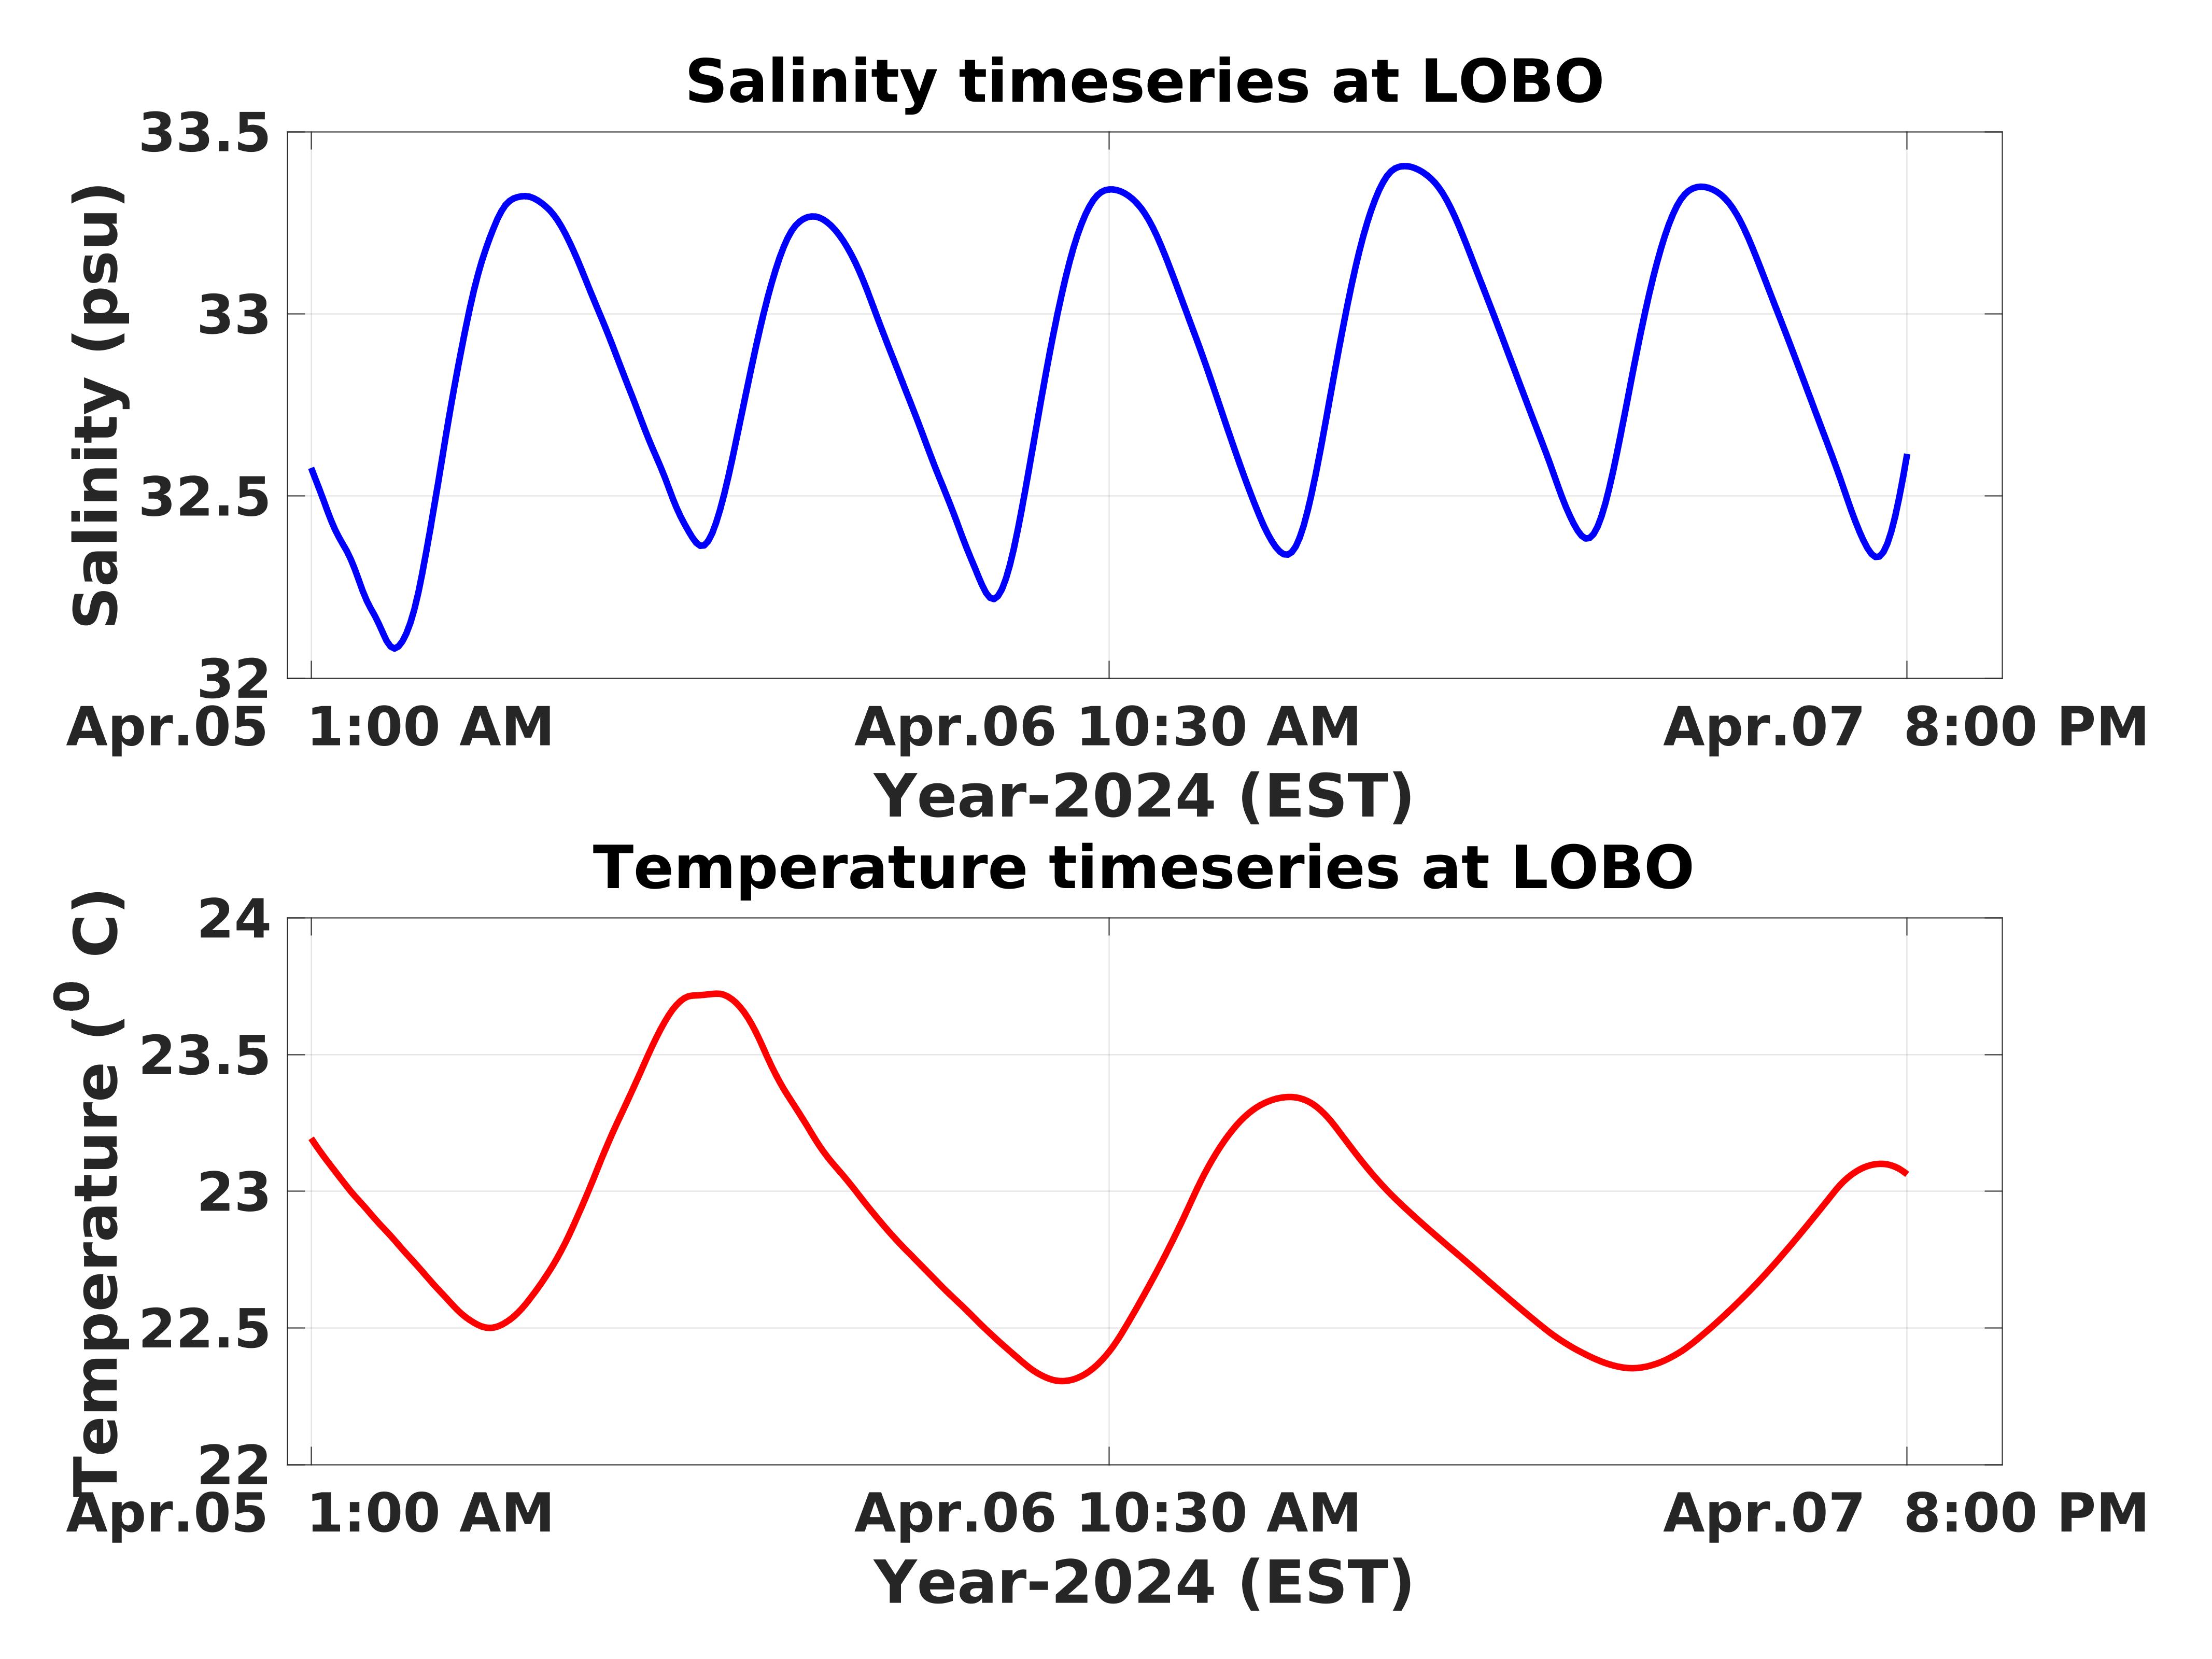 Salinity timeseries at LOBO
Salinity (psu)
33.5
33
32.5
32
Apr.05  1:00 AM
Apr.06 10:30 AM
Apr.07  8:00 PM
Year-2024 (EST)
Temperature timeseries at LOBO
Temperature (⁰ C)
24
23.5
23
22.5
22
Apr.05  1:00 AM
Apr.06 10:30 AM
Apr.07  8:00 PM
Year-2024 (EST)